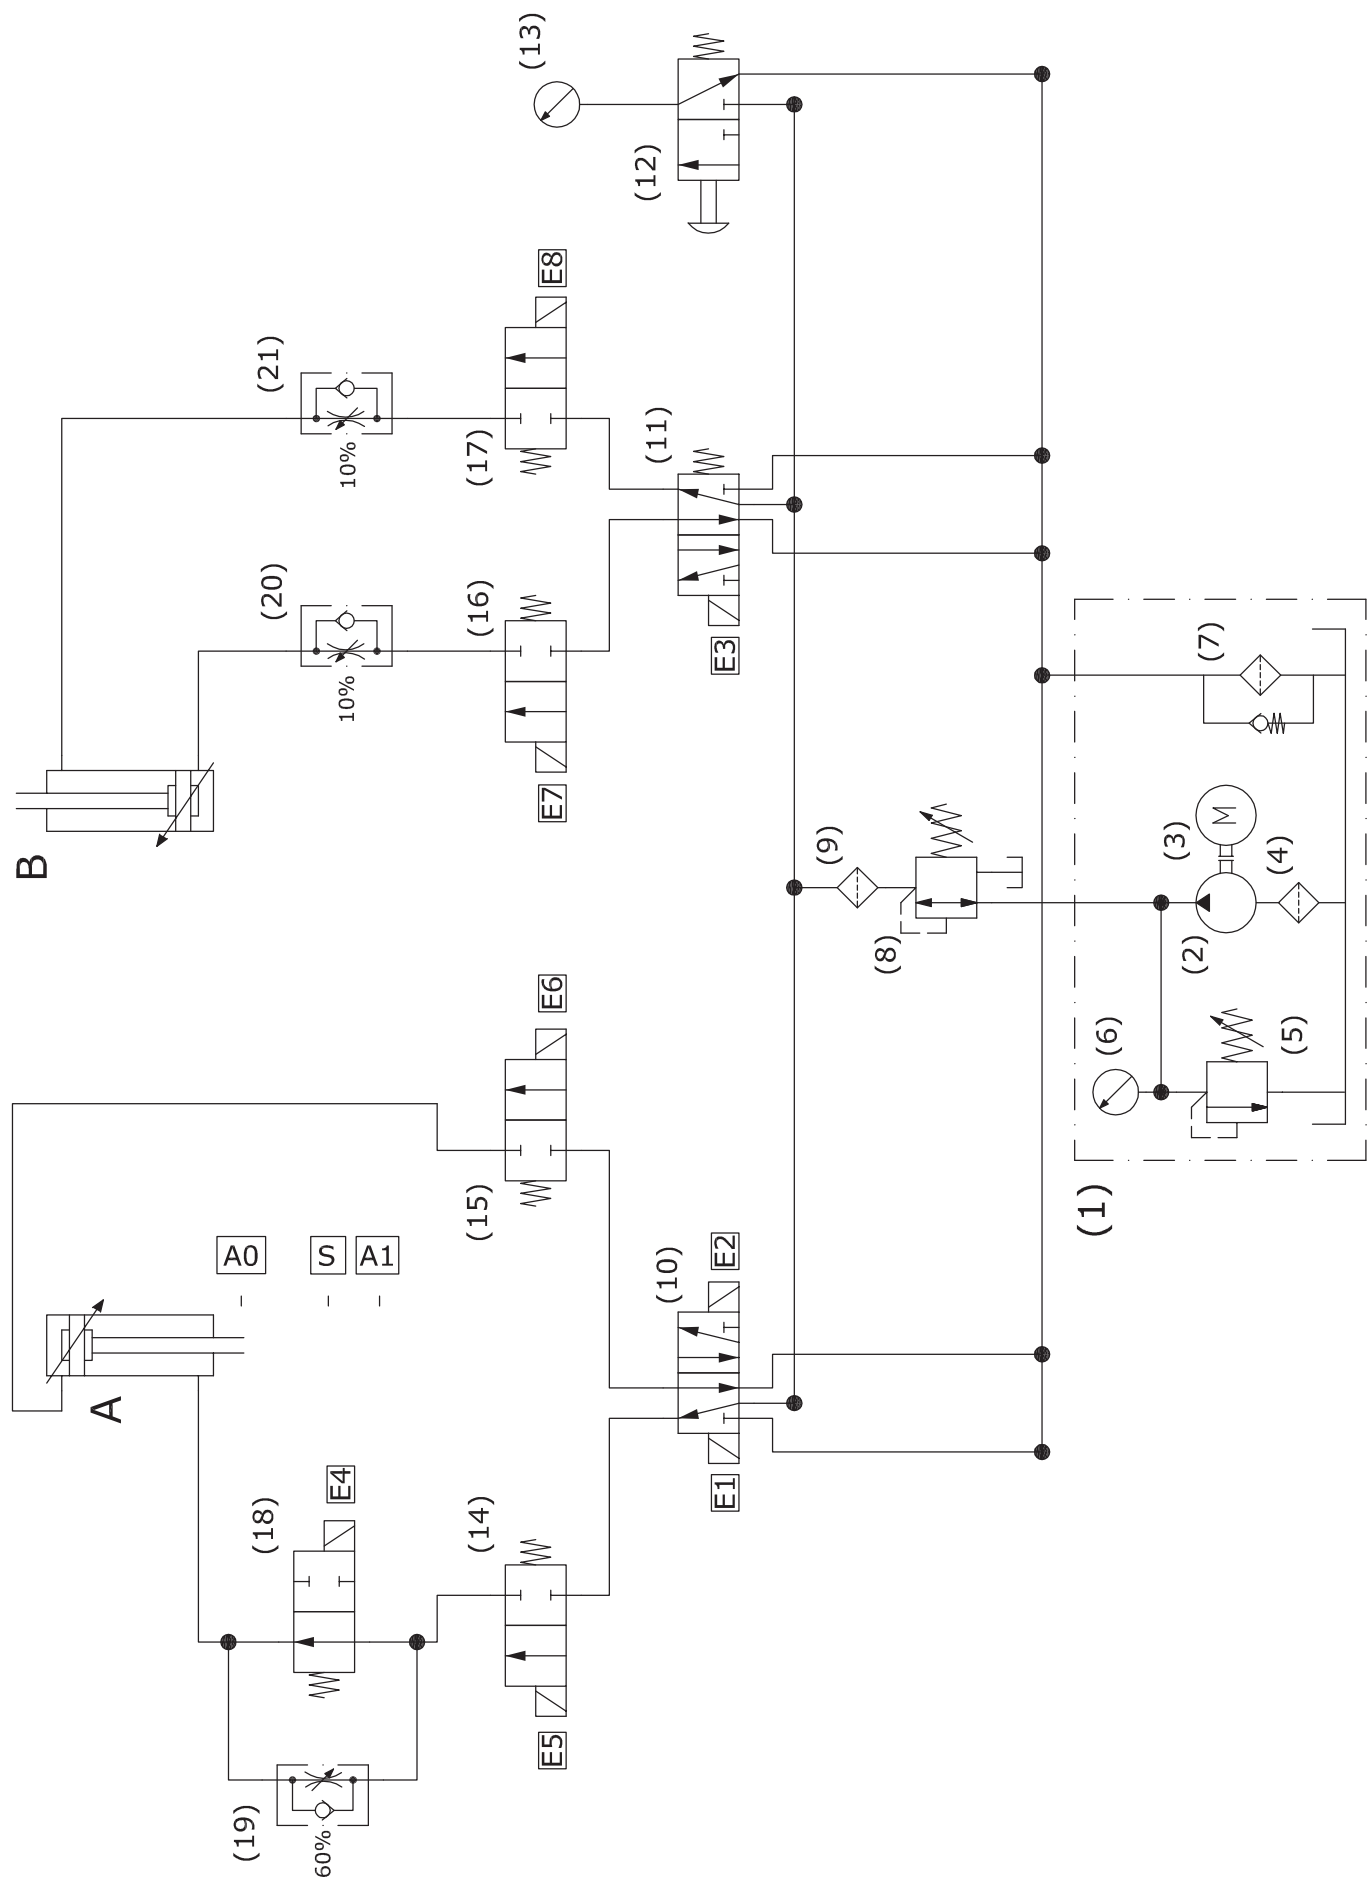 (13)
(12)
E8
(21)
10%
(17)
(11)
(20)
10%
(16)
E7
E3
B
(7)
(9)
(3)
M
(4)
(8)
(2)
(6)
(5)
(1)
E6
(15)
A0
S
A1
(10)
E2
A
E1
(18)
E4
(14)
E5
(19)
60%